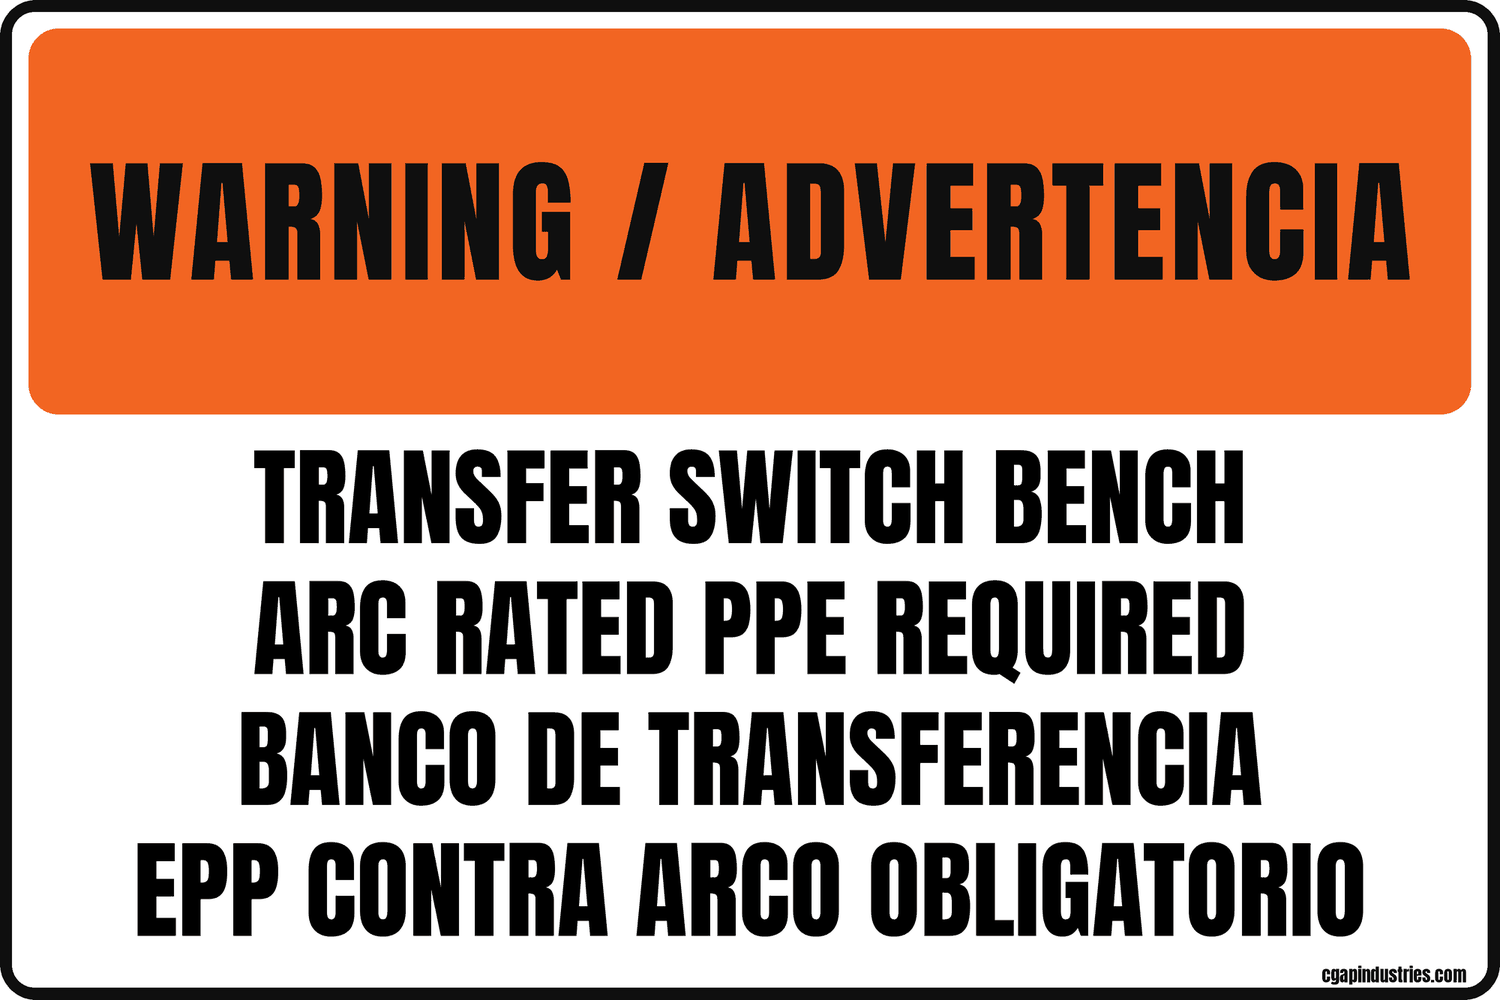 WARNING / ADVERTENCIA
TRANSFER SWITCH BENCH
ARC RATED PPE REQUIRED
BANCO DE TRANSFERENCIA
EPP CONTRA ARCO OBLIGATORIO
cgapindustries.com